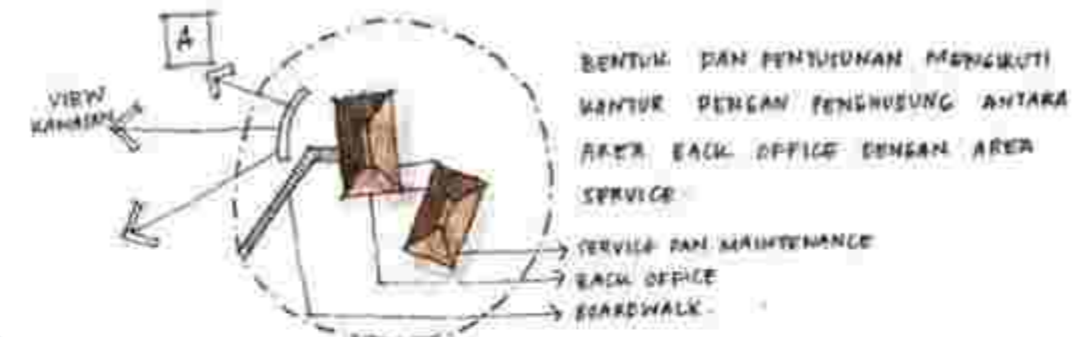 A
VIEW
KAWASAN
BENTUK DAN PENYUSUNAN MENGIKUTI
KONTUR DENGAN PENGHUBUNG ANTARA
AREA BACK OFFICE DENGAN AREA
SERVICE
SERVICE DAN MAINTENANCE
BACK OFFICE
BOARDWALK.